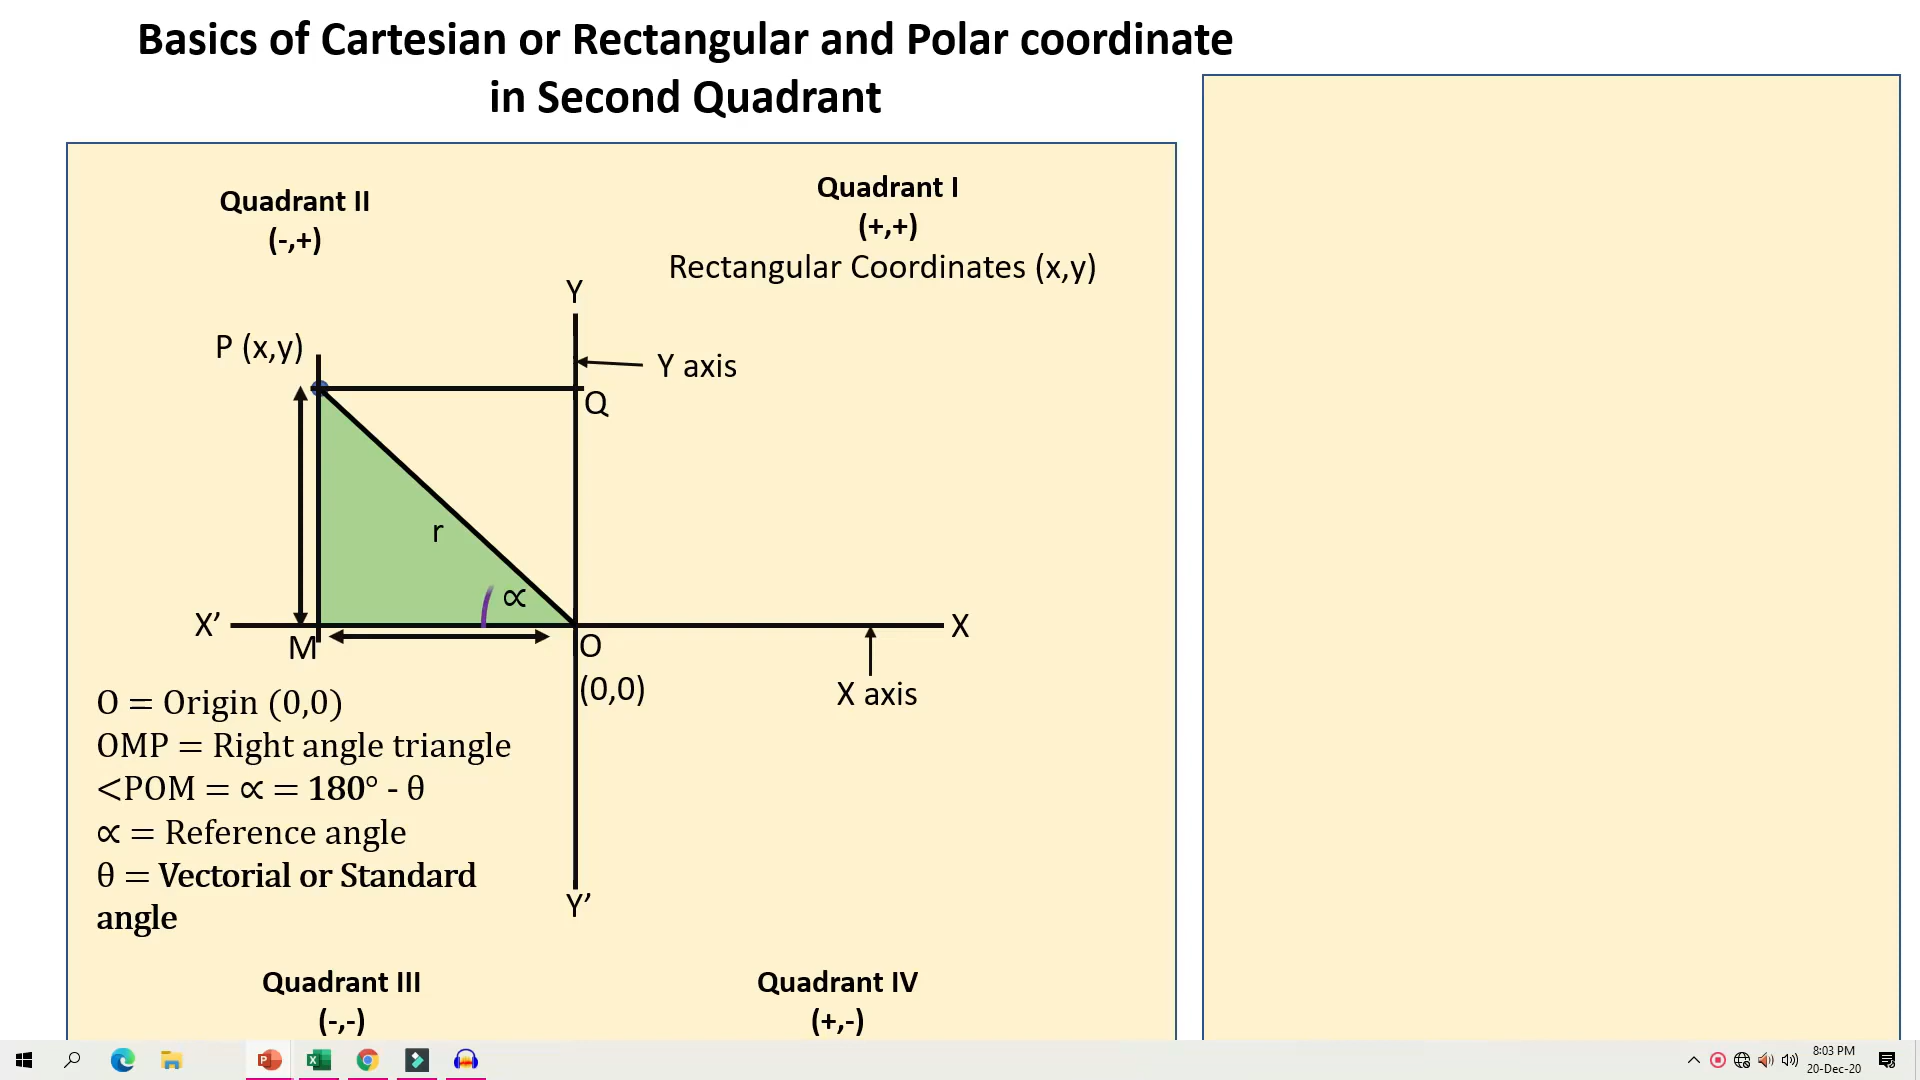 Basics of Cartesian or Rectangular and Polar coordinate
in Second Quadrant
Quadrant II
(-,+)
Quadrant I
(+,+)
Rectangular Coordinates (x,y)
Y
P (x,y)
Y axis
Q
r
∝
X’
X
M
O
(0,0)
X axis
O = Origin (0,0)
OMP = Right angle triangle
<POM = ∝ = 180° - θ
∝ = Reference angle
θ = Vectorial or Standard
angle
Y’
Quadrant III
(-,-)
Quadrant IV
(+,-)
8:03 PM
20-Dec-20